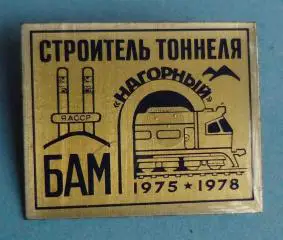 СТРОИТЕЛЬ ТОННЕЛЯ
«НАГОРНЫЙ»
ЯАССР
БАМ
1975 ★ 1978